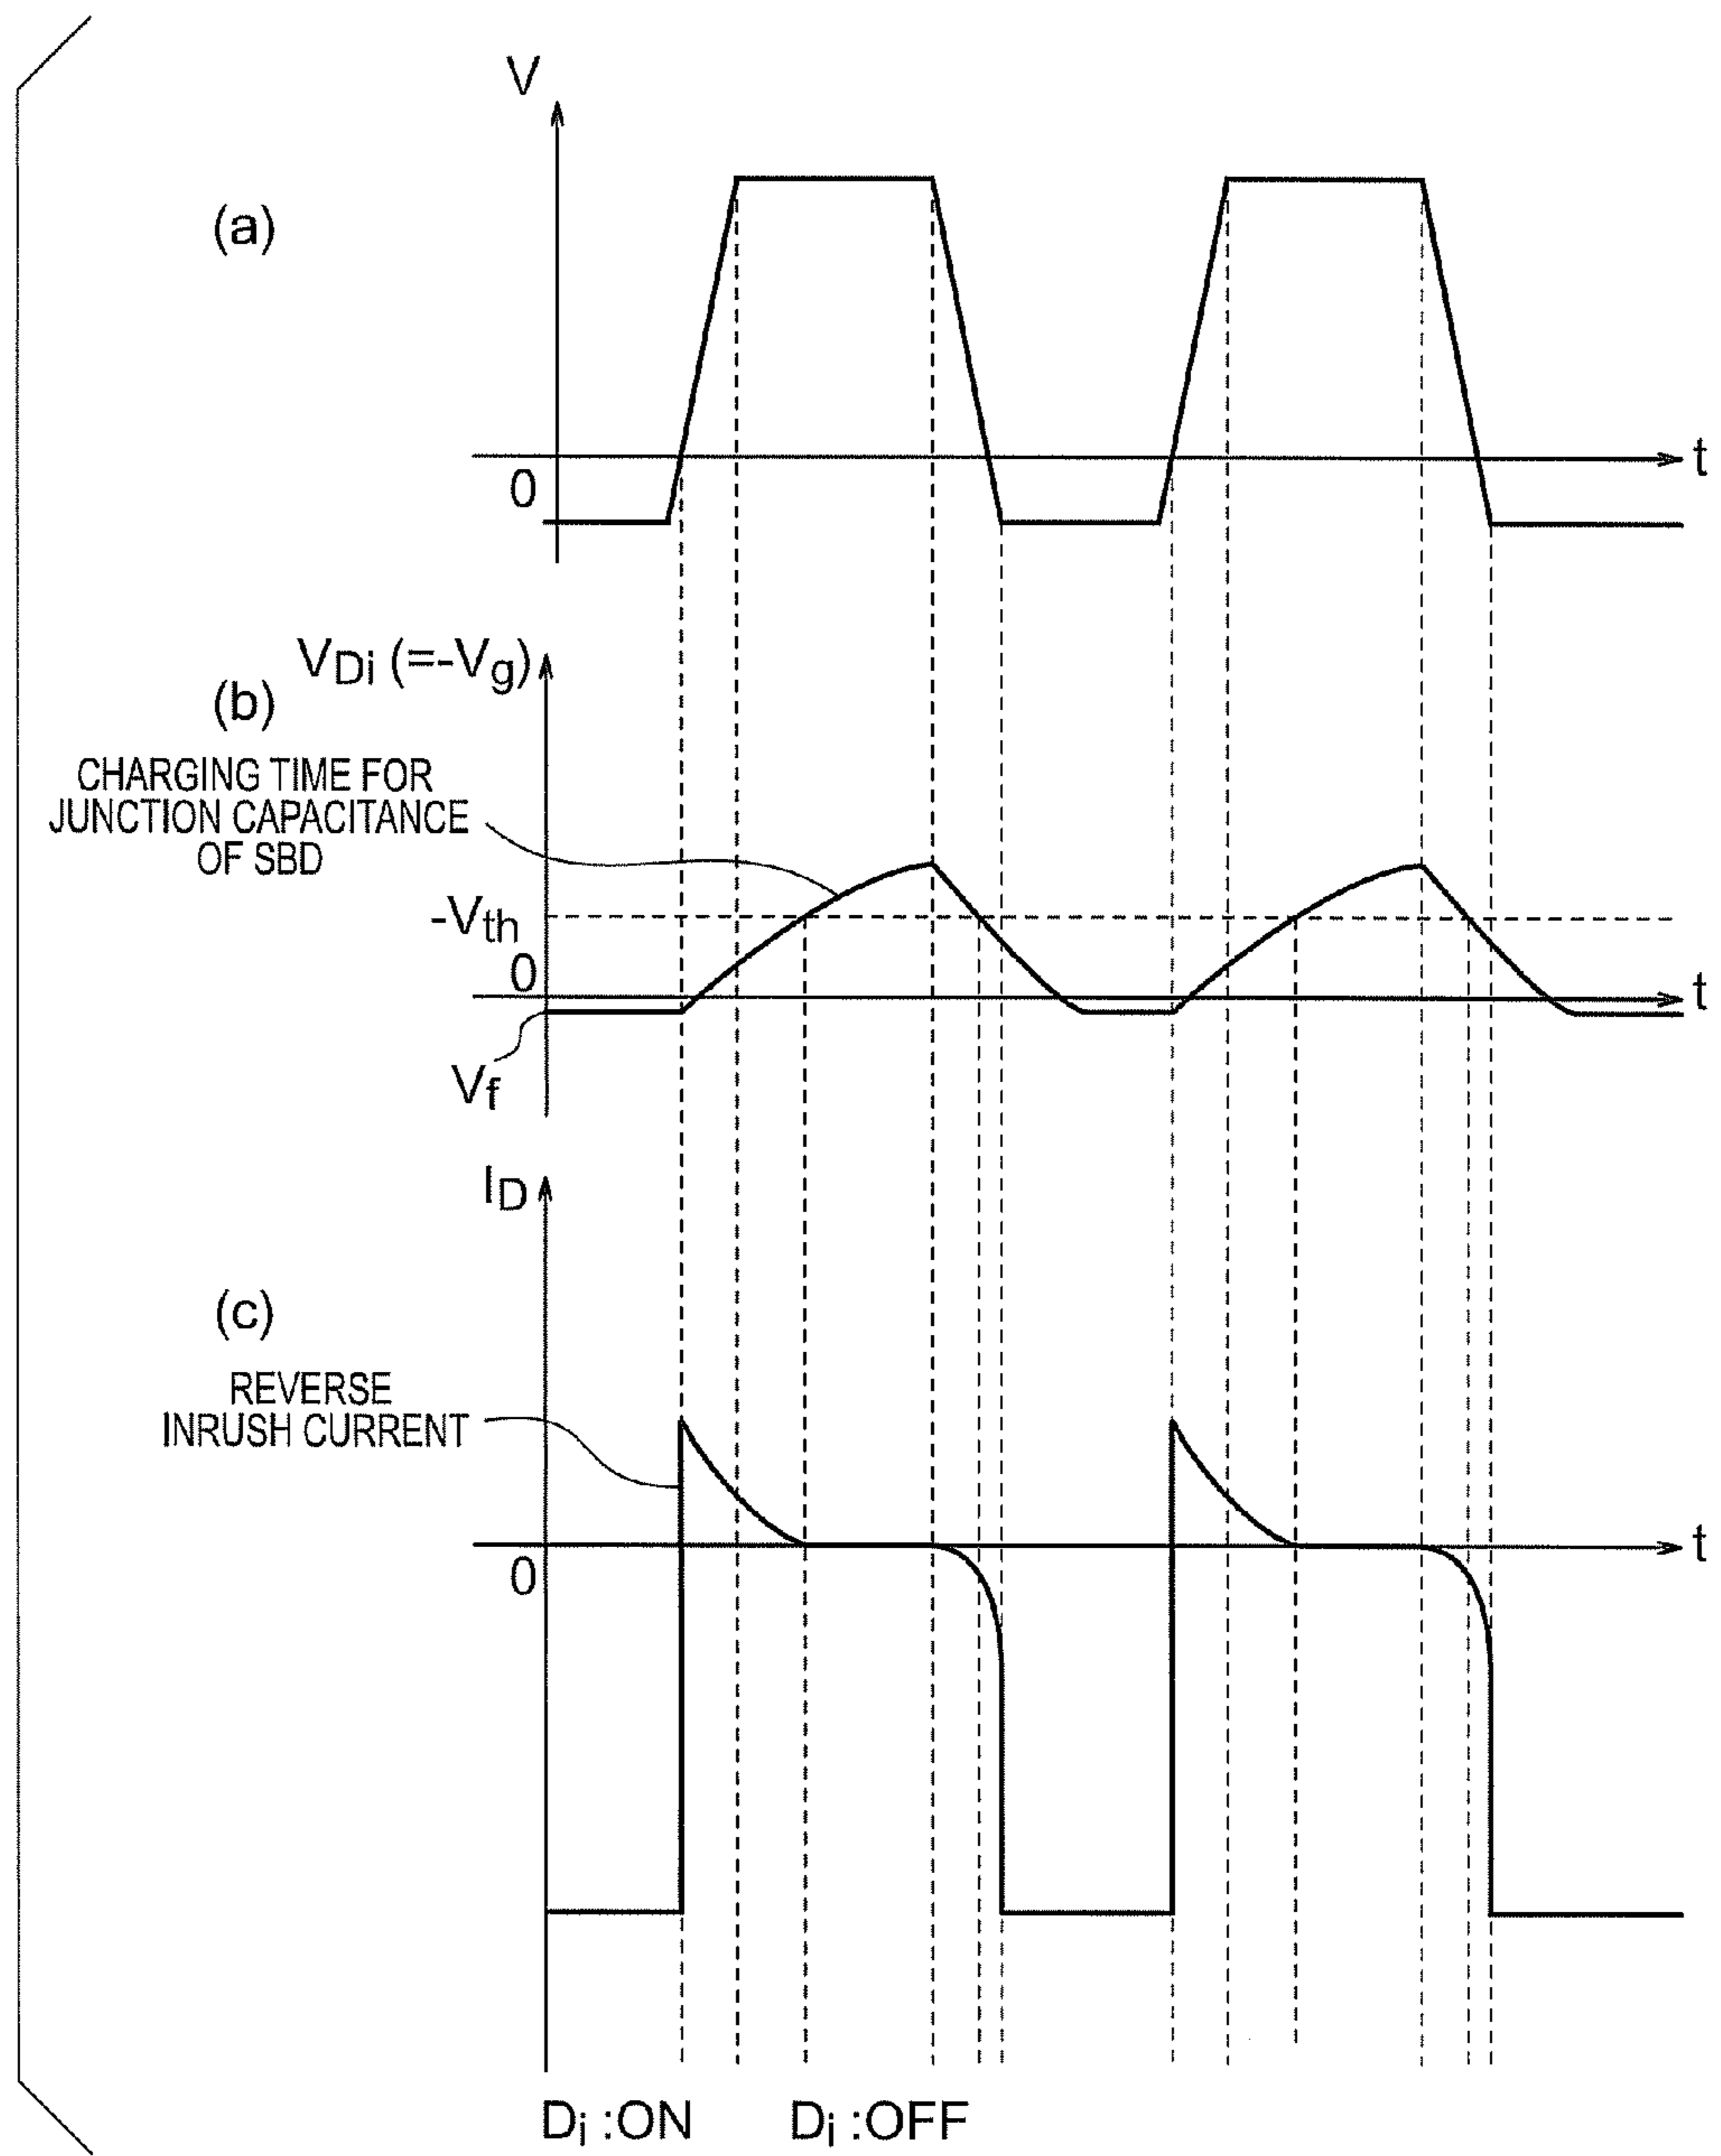 V
(a)
0
t
VDi (=-Vg)
(b)
CHARGING TIME FOR
JUNCTION CAPACITANCE
OF SBD
-Vth
0
t
Vf
ID
(c)
REVERSE
INRUSH CURRENT
0
t
Di :ON
Di :OFF